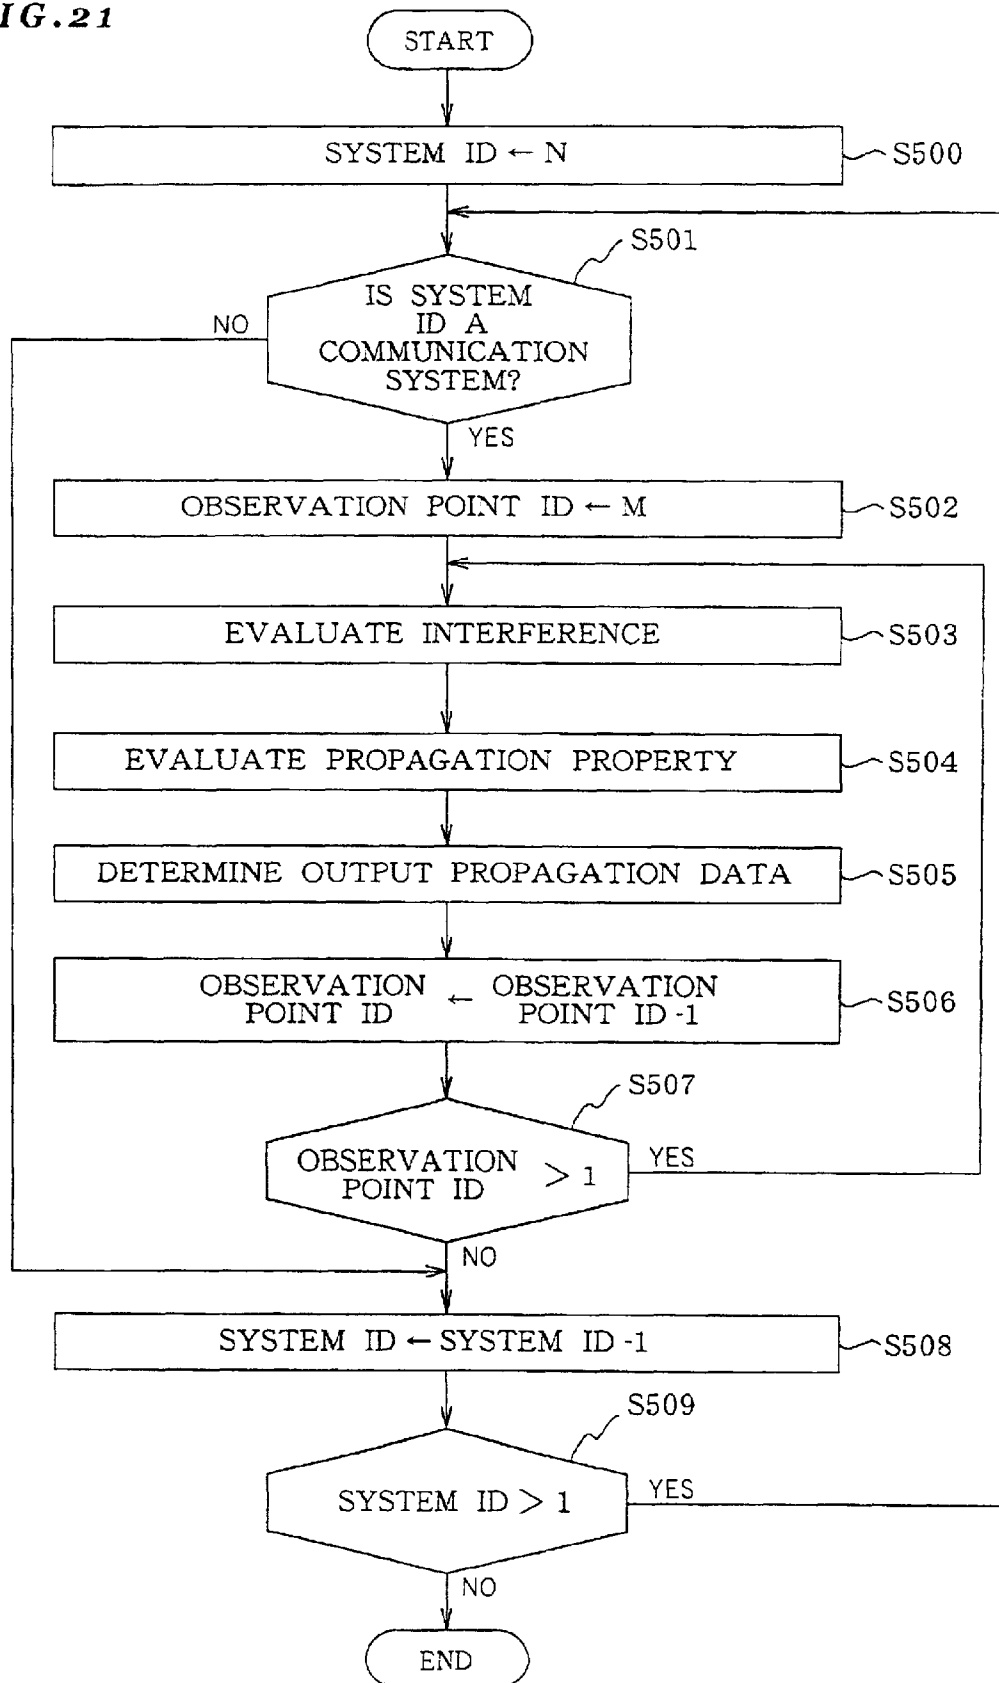 IG.21
START
SYSTEM ID ← N
S500
S501
IS SYSTEM
ID A
COMMUNICATION
SYSTEM?
NO
YES
OBSERVATION POINT ID ← M
S502
EVALUATE INTERFERENCE
S503
EVALUATE PROPAGATION PROPERTY
S504
DETERMINE OUTPUT PROPAGATION DATA
S505
OBSERVATION POINT ID ← OBSERVATION POINT ID -1
S506
S507
OBSERVATION POINT ID > 1
YES
NO
SYSTEM ID ← SYSTEM ID -1
S508
S509
SYSTEM ID > 1
YES
NO
END